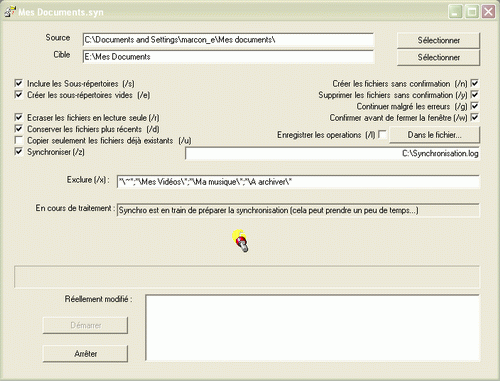 Mes Documents.syn
Source C:\Documents and Settings\marcon_e\Mes documents\ Sélectionner
Cible E:\Mes Documents Sélectionner
Inclure les Sous-répertoires (/s) Créer les fichiers sans confirmation (/n)
Créer les sous-répertoires vides (/e) Supprimer les fichiers sans confirmation (/y)
Continuer malgré les erreurs (/g)
Ecraser les fichiers en lecture seule (/r) Confirmer avant de fermer la fenêtre (/w)
Conserver les fichiers plus récents (/d) Enregistrer les operations (/l) Dans le fichier...
Copier seulement les fichiers déjà existants (/u)
Synchroniser (/z) C:\Synchronisation.log
Exclure (/x) : "\~";"\Mes Vidéos\";"\Ma musique\";"\A archiver\"
En cours de traitement : Synchro est en train de préparer la synchronisation (cela peut prendre un peu de temps...)
Réellement modifié :
Démarrer
Arrêter